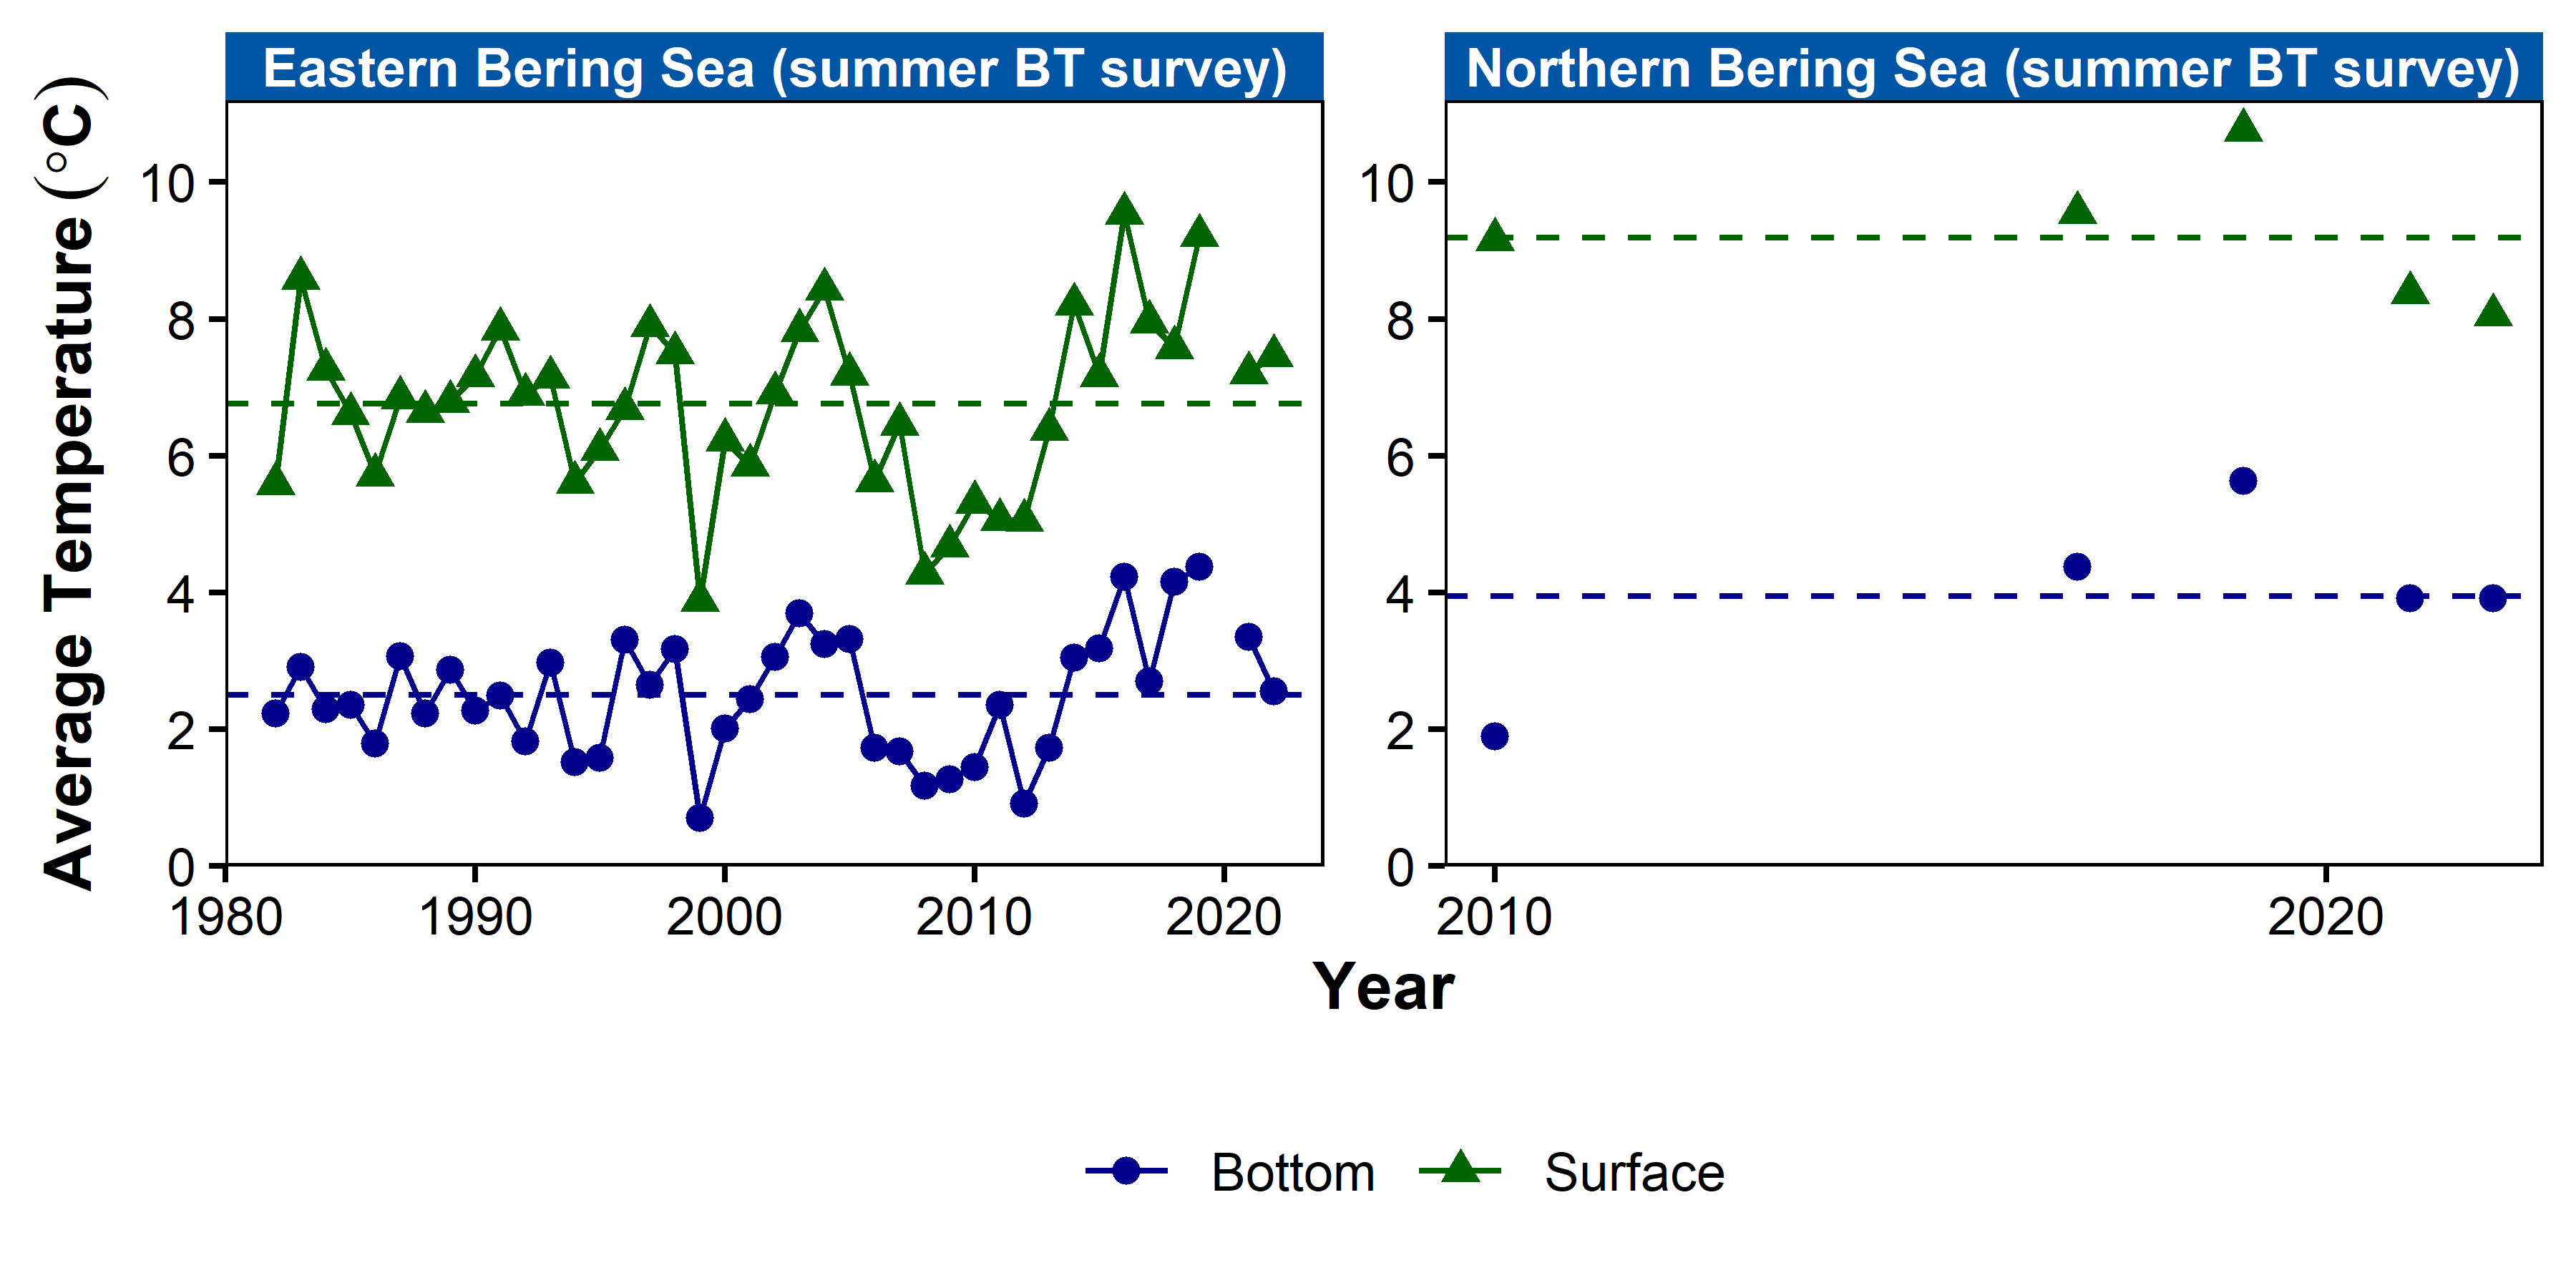 Eastern Bering Sea (summer BT survey)
Northern Bering Sea (summer BT survey)
Average Temperature (°C)
10
8
6
4
2
0
1980 1990 2000 2010 2020
10
8
6
4
2
0
2010 2020
Year
Bottom Surface